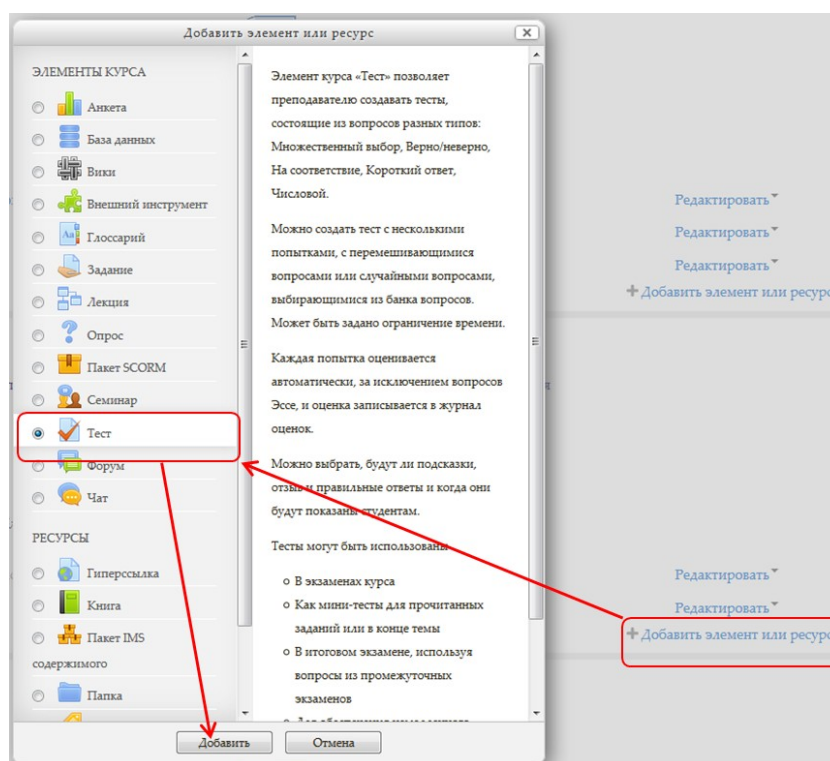 Добавить элемент или ресурс
ЭЛЕМЕНТЫ КУРСА
Анкета
База данных
Вики
Внешний инструмент
Глоссарий
Задание
Лекция
Опрос
Пакет SCORM
Семинар
Тест
Форум
Чат
РЕСУРСЫ
Гиперссылка
Книга
Пакет IMS
содержимого
Папка
Элемент курса «Тест» позволяет
преподавателю создавать тесты,
состоящие из вопросов разных типов:
Множественный выбор, Верно/неверно,
На соответствие, Короткий ответ,
Числовой.
Можно создать тест с несколькими
попытками, с перемешивающимися
вопросами или случайными вопросами,
выбирающимися из банка вопросов.
Может быть задано ограничение времени.
Каждая попытка оценивается
автоматически, за исключением вопросов
Эссе, и оценка записывается в журнал
оценок.
Можно выбрать, будут ли подсказки,
отзыв и правильные ответы и когда они
будут показаны студентам.
Тесты могут быть использованы
В экзаменах курса
Как мини-тесты для прочитанных
заданий или в конце темы
В итоговом экзамене, используя
вопросы из промежуточных
экзаменов
Добавить
Отмена
Редактировать
Редактировать
Редактировать
Добавить элемент или ресурс
Редактировать
Редактировать
Добавить элемент или ресурс